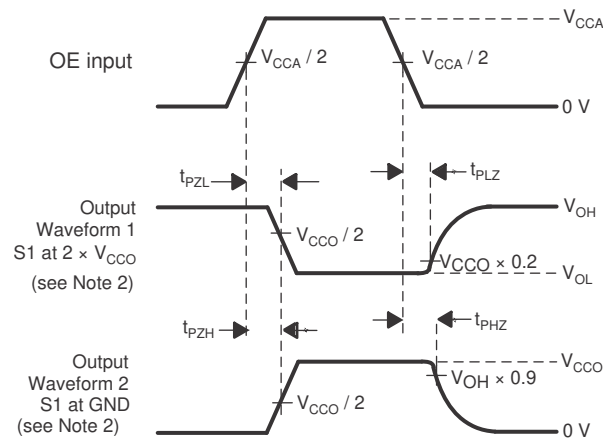 V_CCA
OE input
V_CCA / 2
V_CCA / 2
0 V
t_PZL
t_PLZ
Output
Waveform 1
S1 at 2 × V_CCO
(see Note 2)
V_OH
V_CCO / 2
VCCO × 0.2
V_OL
t_PZH
t_PHZ
Output
Waveform 2
S1 at GND
(see Note 2)
V_CCO
V_OH × 0.9
V_CCO / 2
0 V